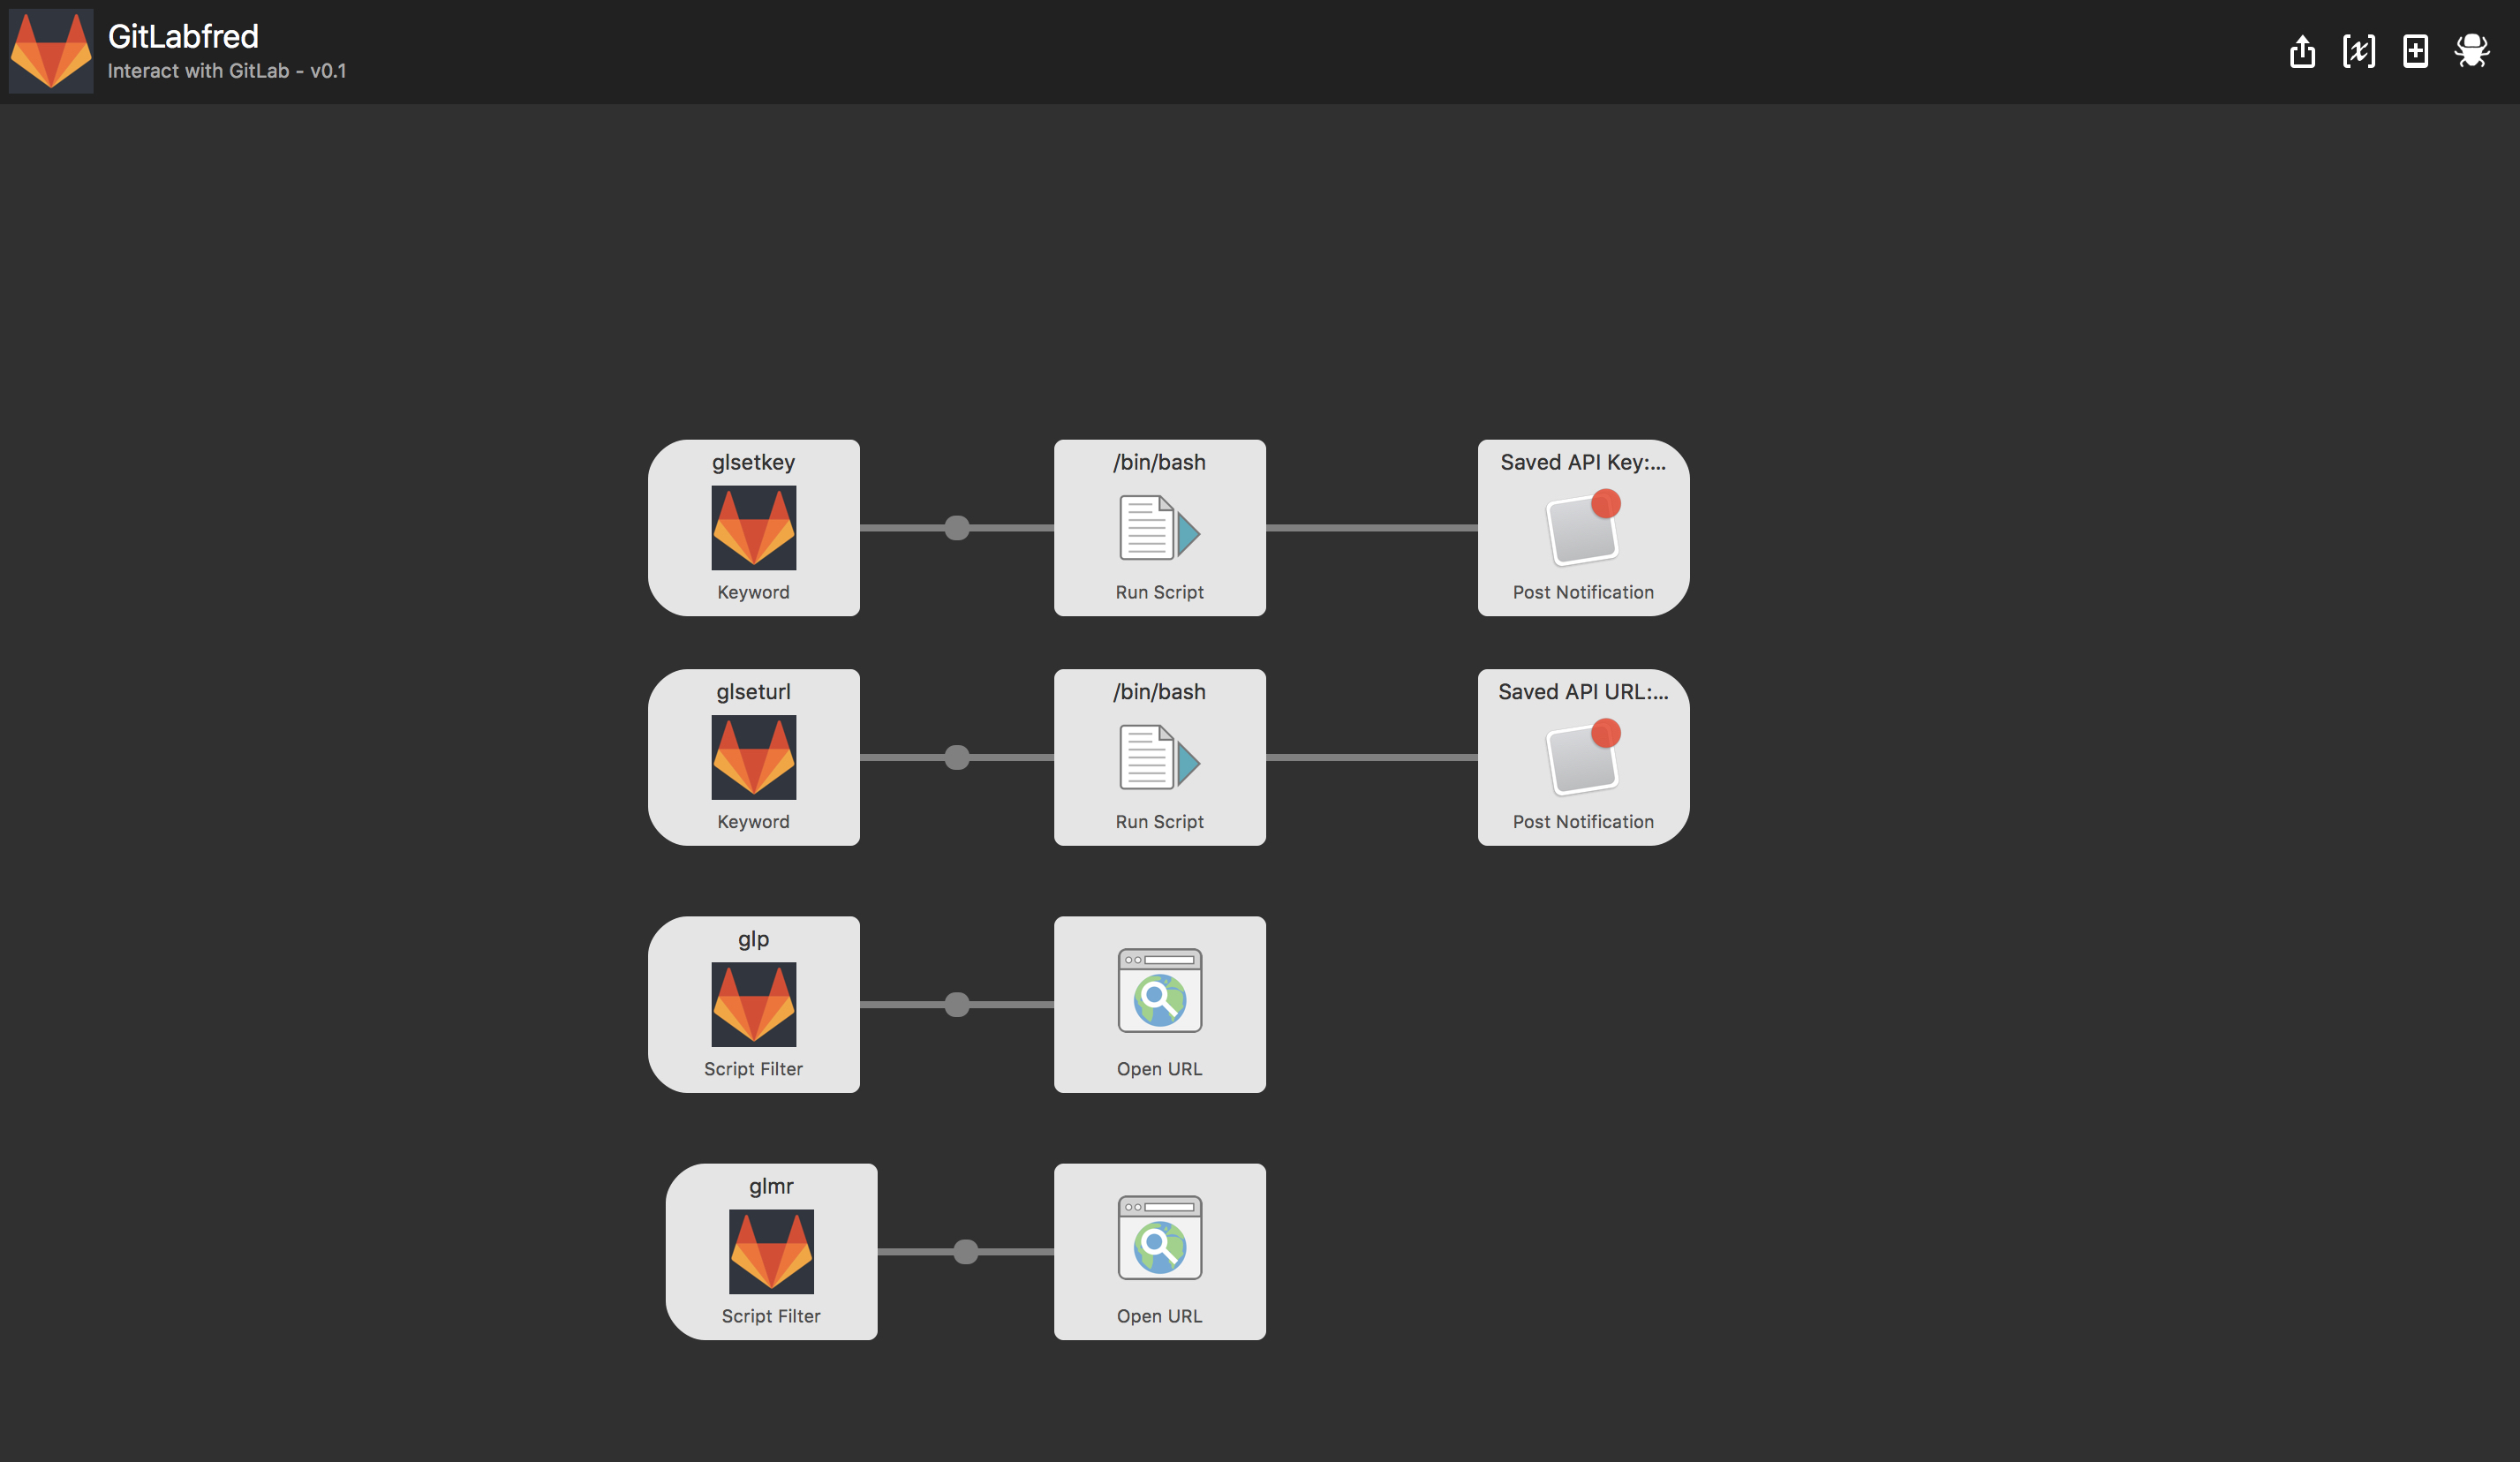 GitLabfred
Interact with GitLab - v0.1
[x]
glsetkey
Keyword
/bin/bash
Run Script
Saved API Key:...
Post Notification
glseturl
Keyword
/bin/bash
Run Script
Saved API URL:...
Post Notification
glp
Script Filter
Open URL
glmr
Script Filter
Open URL